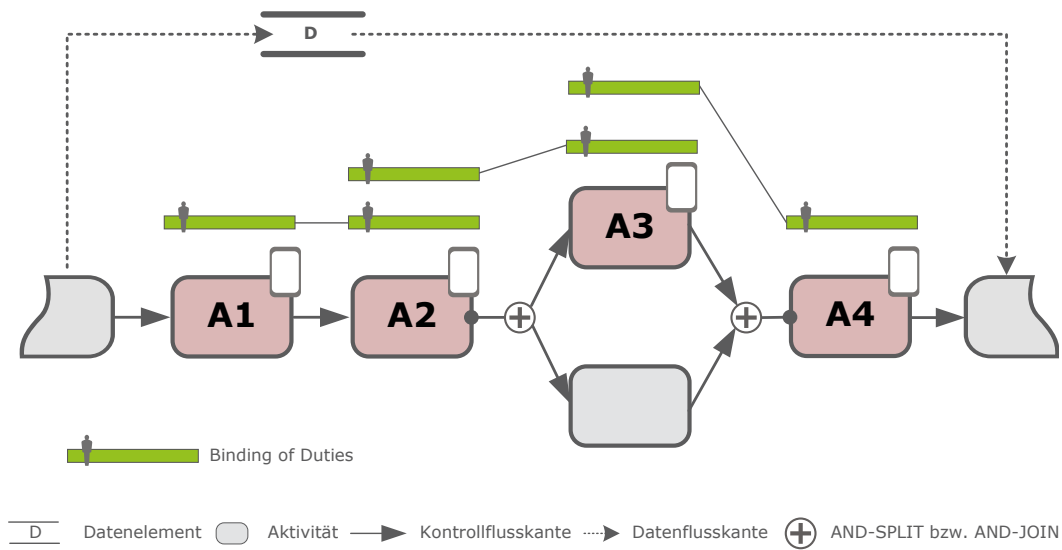 D
A3
A1
A2
A4
Binding of Duties
D Datenelement Aktivität Kontrollflusskante Datenflusskante AND-SPLIT bzw. AND-JOIN